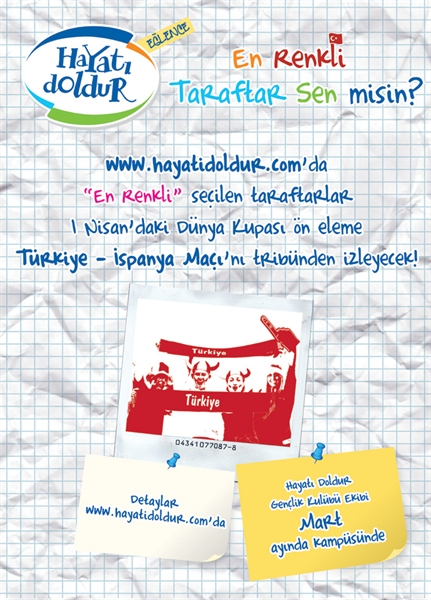 Hayatı
doldur
EĞLENCE
En Renkli
Taraftar Sen misin?
www.hayatidoldur.com'da
"En Renkli" seçilen taraftarlar
1 Nisan'daki Dünya Kupası ön eleme
Türkiye - İspanya Maçı'nı tribünden izleyecek!
Türkiye
Türkiye
04341077087-8
Detaylar
www.hayatidoldur.com'da
Hayatı Doldur
Gençlik Kulübü Ekibi
Mart
ayında Kampüsünde